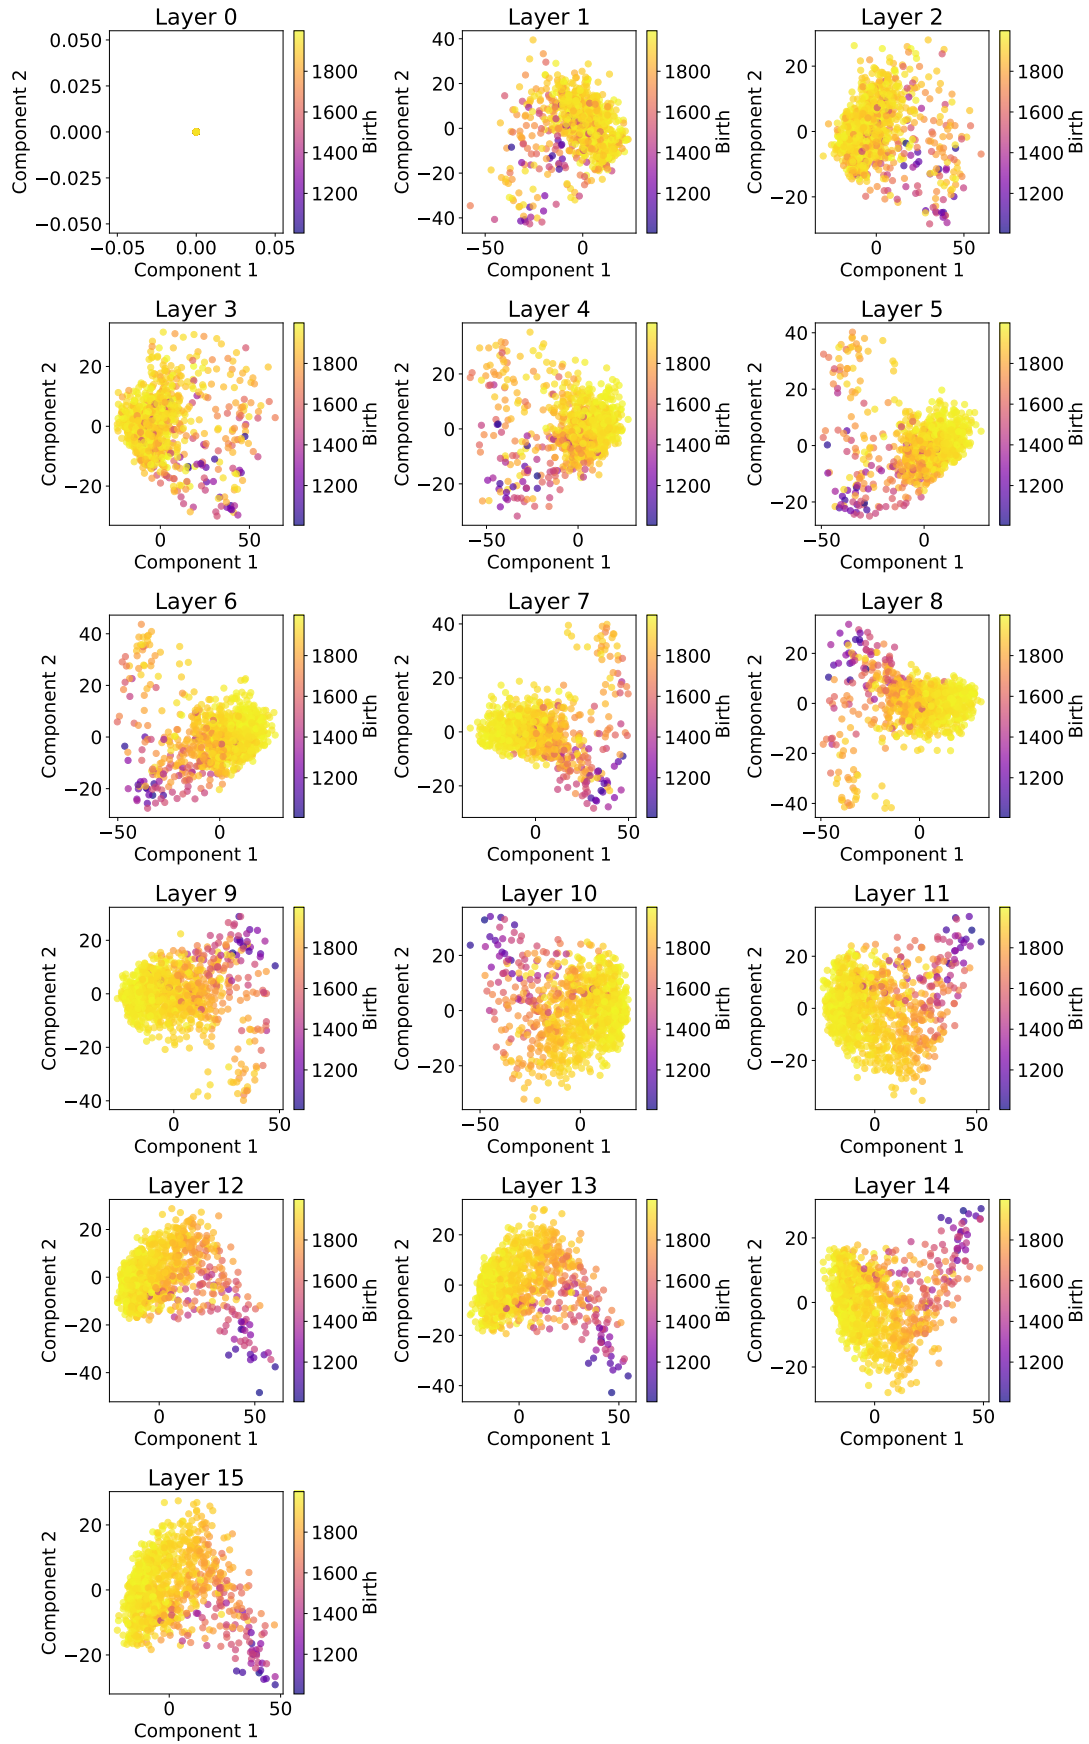 Layer 0
Component 2
0.050
0.025
0.000
−0.025
−0.050
−0.05 0.00 0.05
Component 1
1800
1600
1400
1200
Birth
Layer 1
Component 2
40
20
0
−20
−40
−50 0
Component 1
1800
1600
1400
1200
Birth
Layer 2
Component 2
20
0
−20
0 50
Component 1
1800
1600
1400
1200
Birth
Layer 3
Component 2
20
0
−20
0 50
Component 1
1800
1600
1400
1200
Birth
Layer 4
Component 2
20
0
−20
−50 0
Component 1
1800
1600
1400
1200
Birth
Layer 5
Component 2
40
20
0
−20
−50 0
Component 1
1800
1600
1400
1200
Birth
Layer 6
Component 2
40
20
0
−20
−50 0
Component 1
1800
1600
1400
1200
Birth
Layer 7
Component 2
40
20
0
−20
0 50
Component 1
1800
1600
1400
1200
Birth
Layer 8
Component 2
20
0
−20
−40
−50 0
Component 1
1800
1600
1400
1200
Birth
Layer 9
Component 2
20
0
−20
−40
0 50
Component 1
1800
1600
1400
1200
Birth
Layer 10
Component 2
20
0
−20
−50 0
Component 1
1800
1600
1400
1200
Birth
Layer 11
Component 2
20
0
−20
0 50
Component 1
1800
1600
1400
1200
Birth
Layer 12
Component 2
20
0
−20
−40
0 50
Component 1
1800
1600
1400
1200
Birth
Layer 13
Component 2
20
0
−20
−40
0 50
Component 1
1800
1600
1400
1200
Birth
Layer 14
Component 2
20
0
−20
0 50
Component 1
1800
1600
1400
1200
Birth
Layer 15
Component 2
20
0
−20
0 50
Component 1
1800
1600
1400
1200
Birth